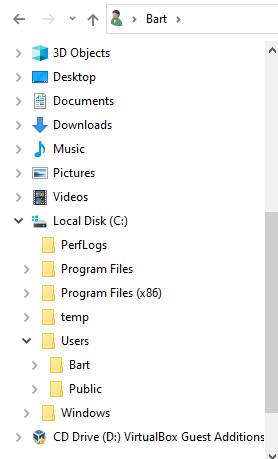 Bart
3D Objects
Desktop
Documents
Downloads
Music
Pictures
Videos
Local Disk (C:)
PerfLogs
Program Files
Program Files (x86)
temp
Users
Bart
Public
Windows
CD Drive (D:) VirtualBox Guest Additions